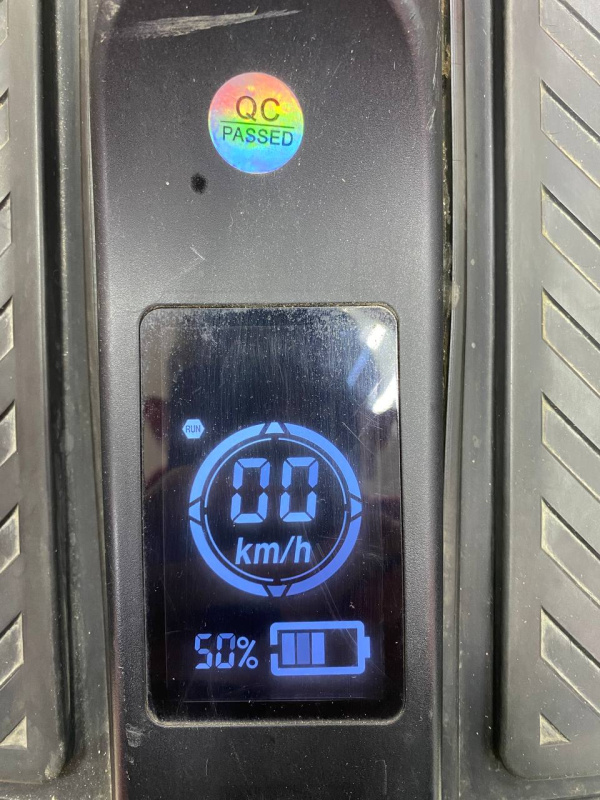 QC
PASSED
RUN
00
km/h
50%